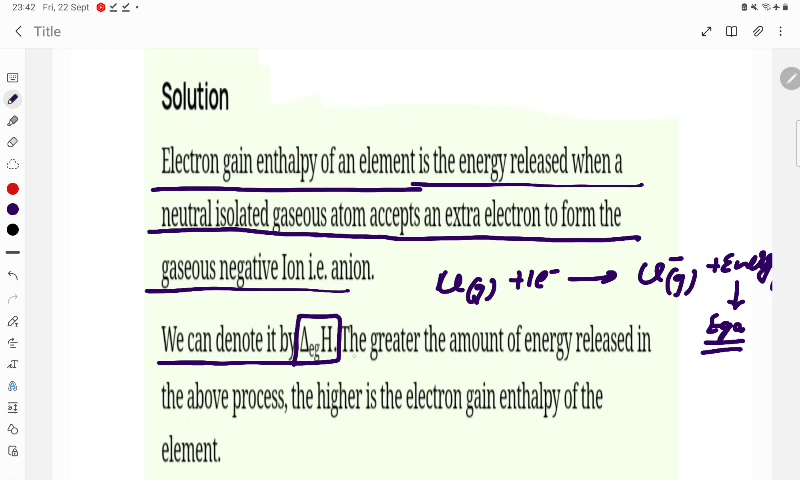 23:42 Fri, 22 Sept
Title
Solution
Electron gain enthalpy of an element is the energy released when a
neutral isolated gaseous atom accepts an extra electron to form the
gaseous negative Ion i.e. anion.
Cl(g) + 1e⁻ → Cl⁻(g) + Energy
Ega
We can denote it by ΔegH. The greater the amount of energy released in
the above process, the higher is the electron gain enthalpy of the
element.